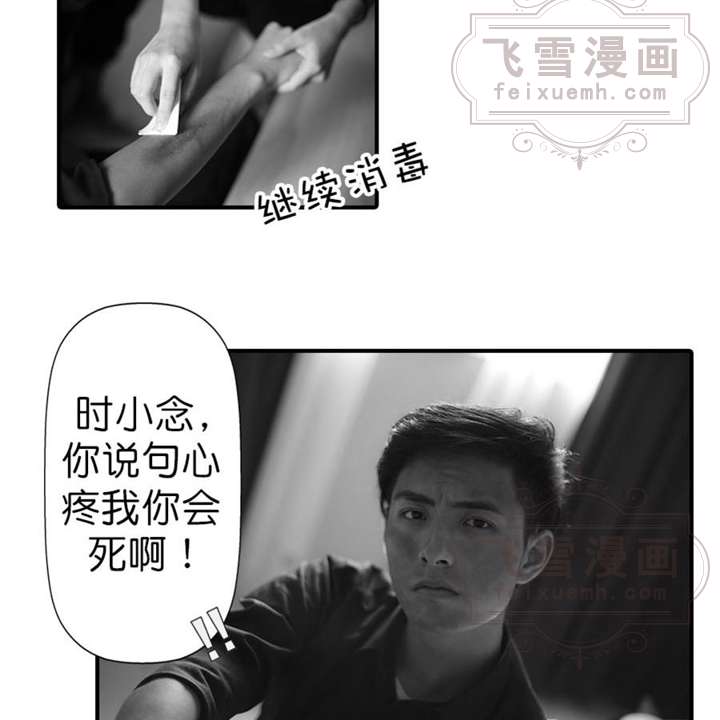 飞雪漫画
feixuemh.com
继续消毒
时小念，
你说句心
疼我你会
死啊！
!!
飞雪漫画
feixuemh.com